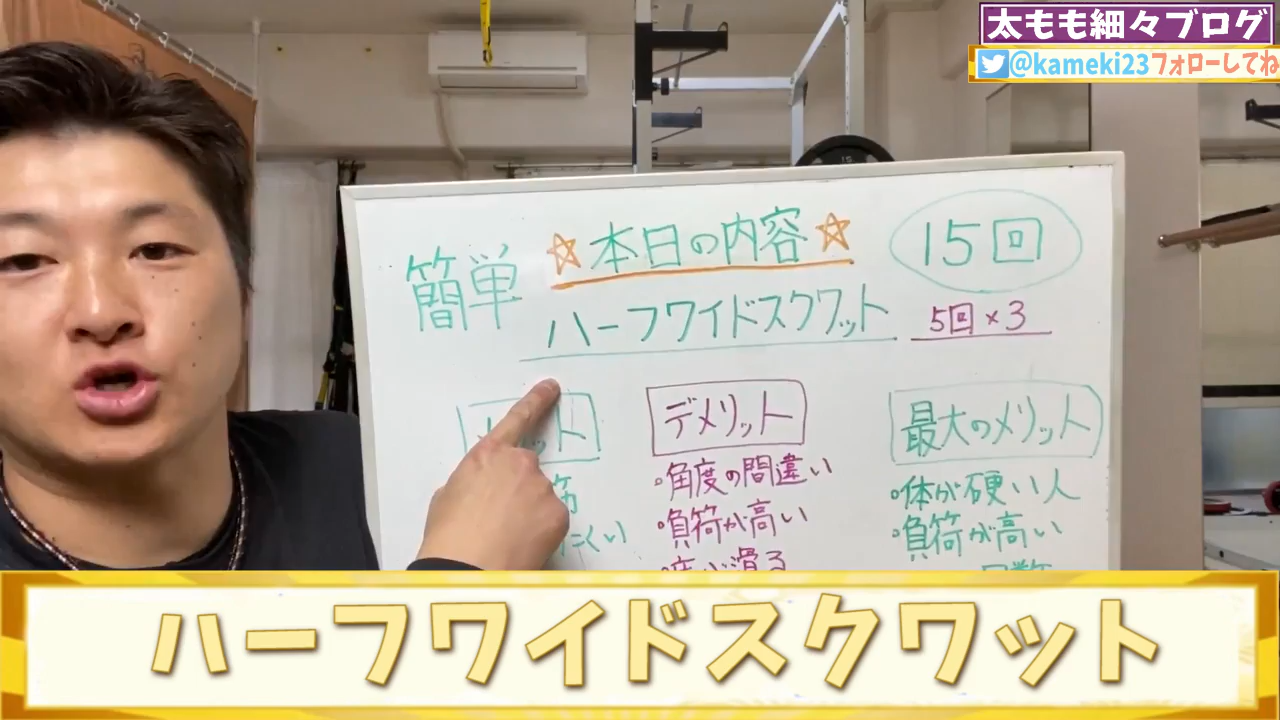 太もも細々ブログ
@kameki23フォローしてね
簡単
☆本日の内容☆
15回
ハーフワイドスクワット
5回×3
デメリット
・角度の間違い
・負荷が高い
最大のメリット
・体が硬い人
・負荷が高い
にくい
ハーフワイドスクワット